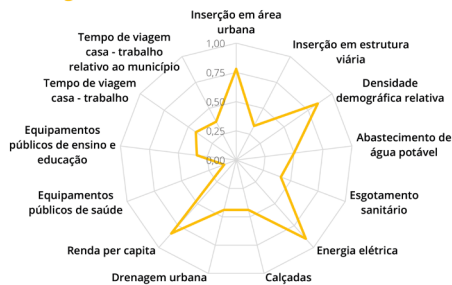 Inserção em área
urbana
Inserção em estrutura
viária
Densidade
demográfica relativa
Abastecimento de
água potável
Esgotamento
sanitário
Energia elétrica
Calçadas
Drenagem urbana
Renda per capita
Equipamentos
públicos de saúde
Equipamentos
públicos de ensino e
educação
Tempo de viagem
casa - trabalho
Tempo de viagem
casa - trabalho
relativo ao município
1,00
0,75
0,50
0,25
0,00